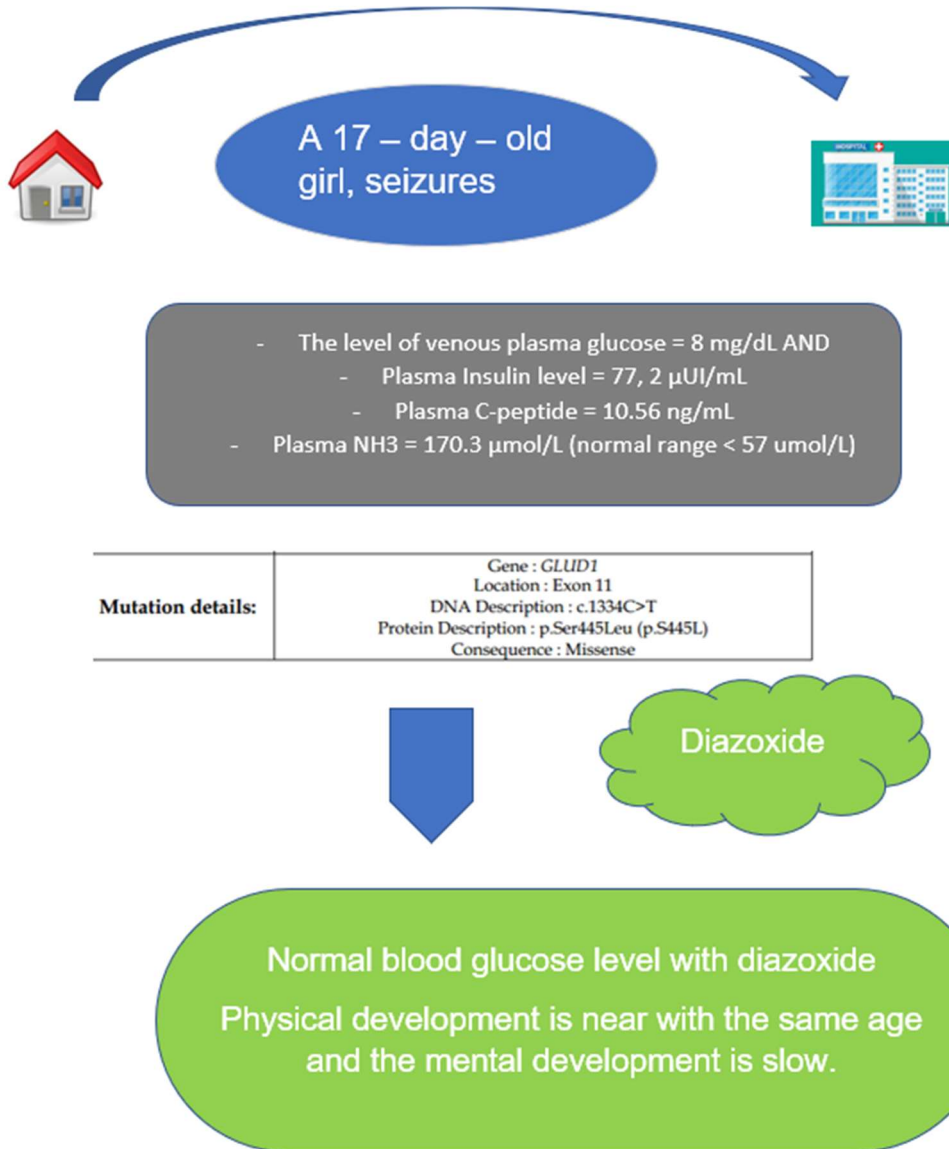 HOSPITAL
A 17 – day – old
girl, seizures
- The level of venous plasma glucose = 8 mg/dL AND
- Plasma Insulin level = 77, 2 µUI/mL
- Plasma C-peptide = 10.56 ng/mL
- Plasma NH3 = 170.3 µmol/L (normal range < 57 umol/L)
Mutation details:
Gene : GLUD1
Location : Exon 11
DNA Description : c.1334C>T
Protein Description : p.Ser445Leu (p.S445L)
Consequence : Missense
Diazoxide
Normal blood glucose level with diazoxide
Physical development is near with the same age
and the mental development is slow.